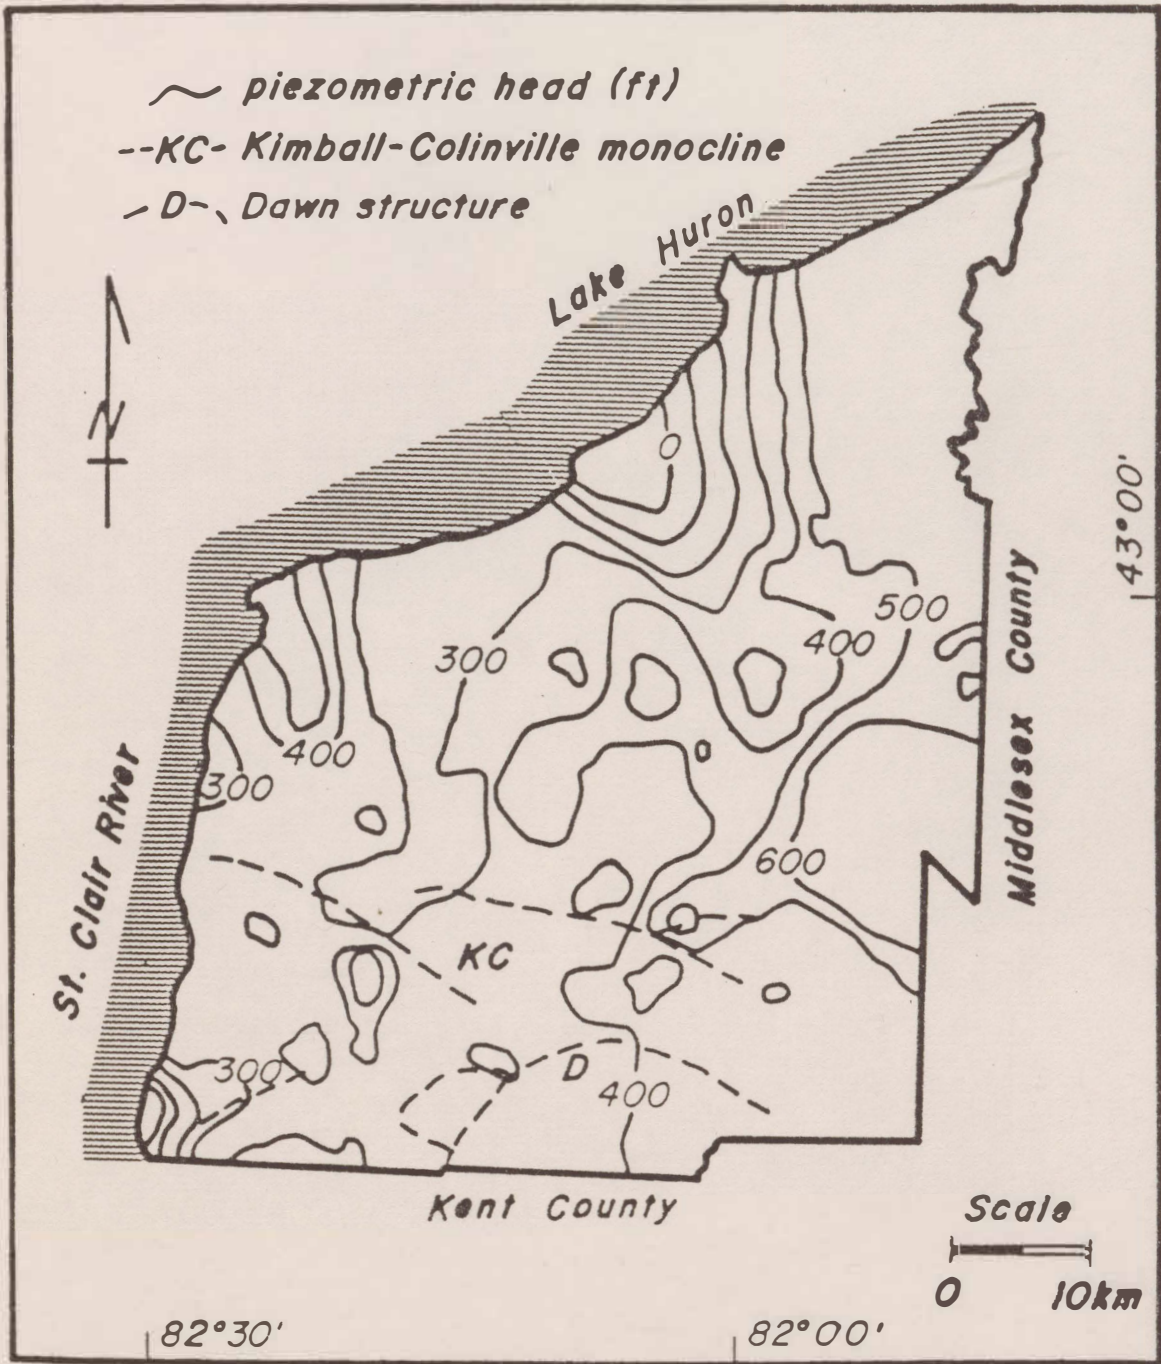 piezometric head (ft)
--KC- Kimball-Colinville monocline
- D-- Dawn structure
Lake Huron
N
0
43°00'
500
400
300
400
300
Middlesex County
St. Clair River
600
KC
300
D
400
Kent County
Scale
0 10km
82°30' 82°00'